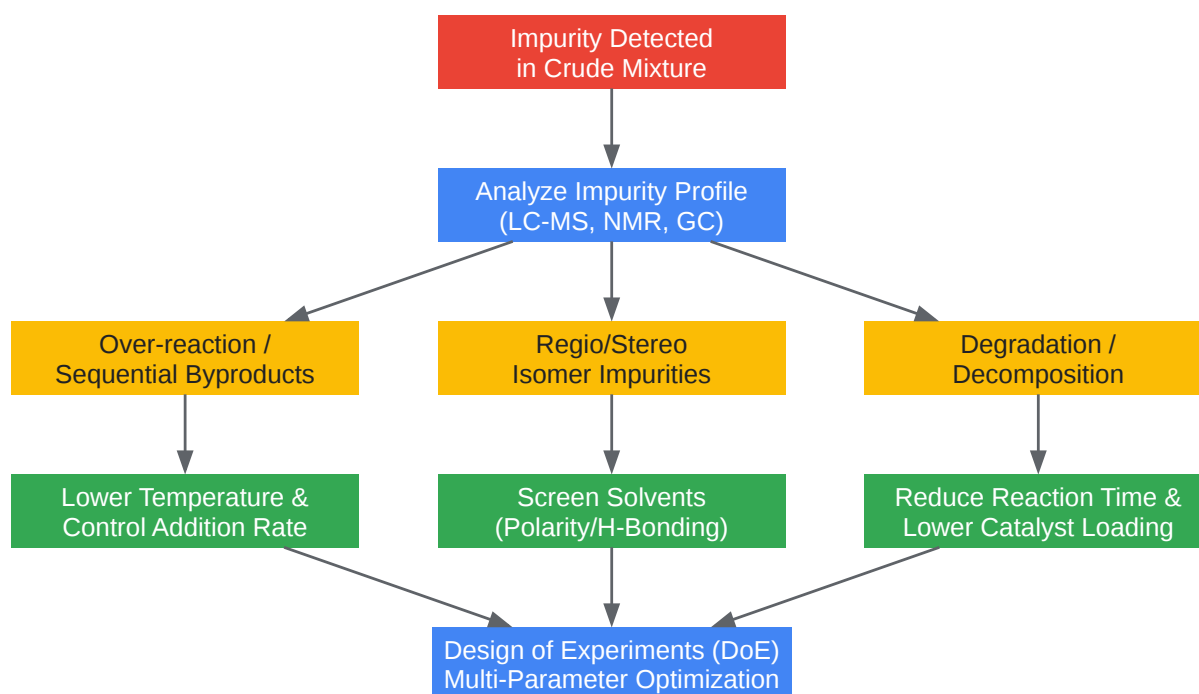 Impurity Detected
in Crude Mixture
Analyze Impurity Profile
(LC-MS, NMR, GC)
Over-reaction /
Sequential Byproducts
Regio/Stereo
Isomer Impurities
Degradation /
Decomposition
Lower Temperature &
Control Addition Rate
Screen Solvents
(Polarity/H-Bonding)
Reduce Reaction Time &
Lower Catalyst Loading
Design of Experiments (DoE)
Multi-Parameter Optimization